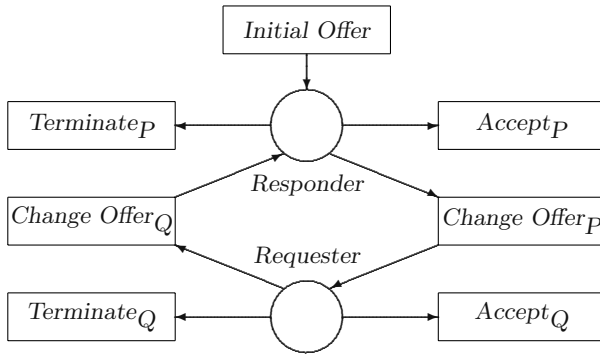 Initial Offer
Terminate_P
Accept_P
Responder
Change Offer_Q
Change Offer_P
Requester
Terminate_Q
Accept_Q